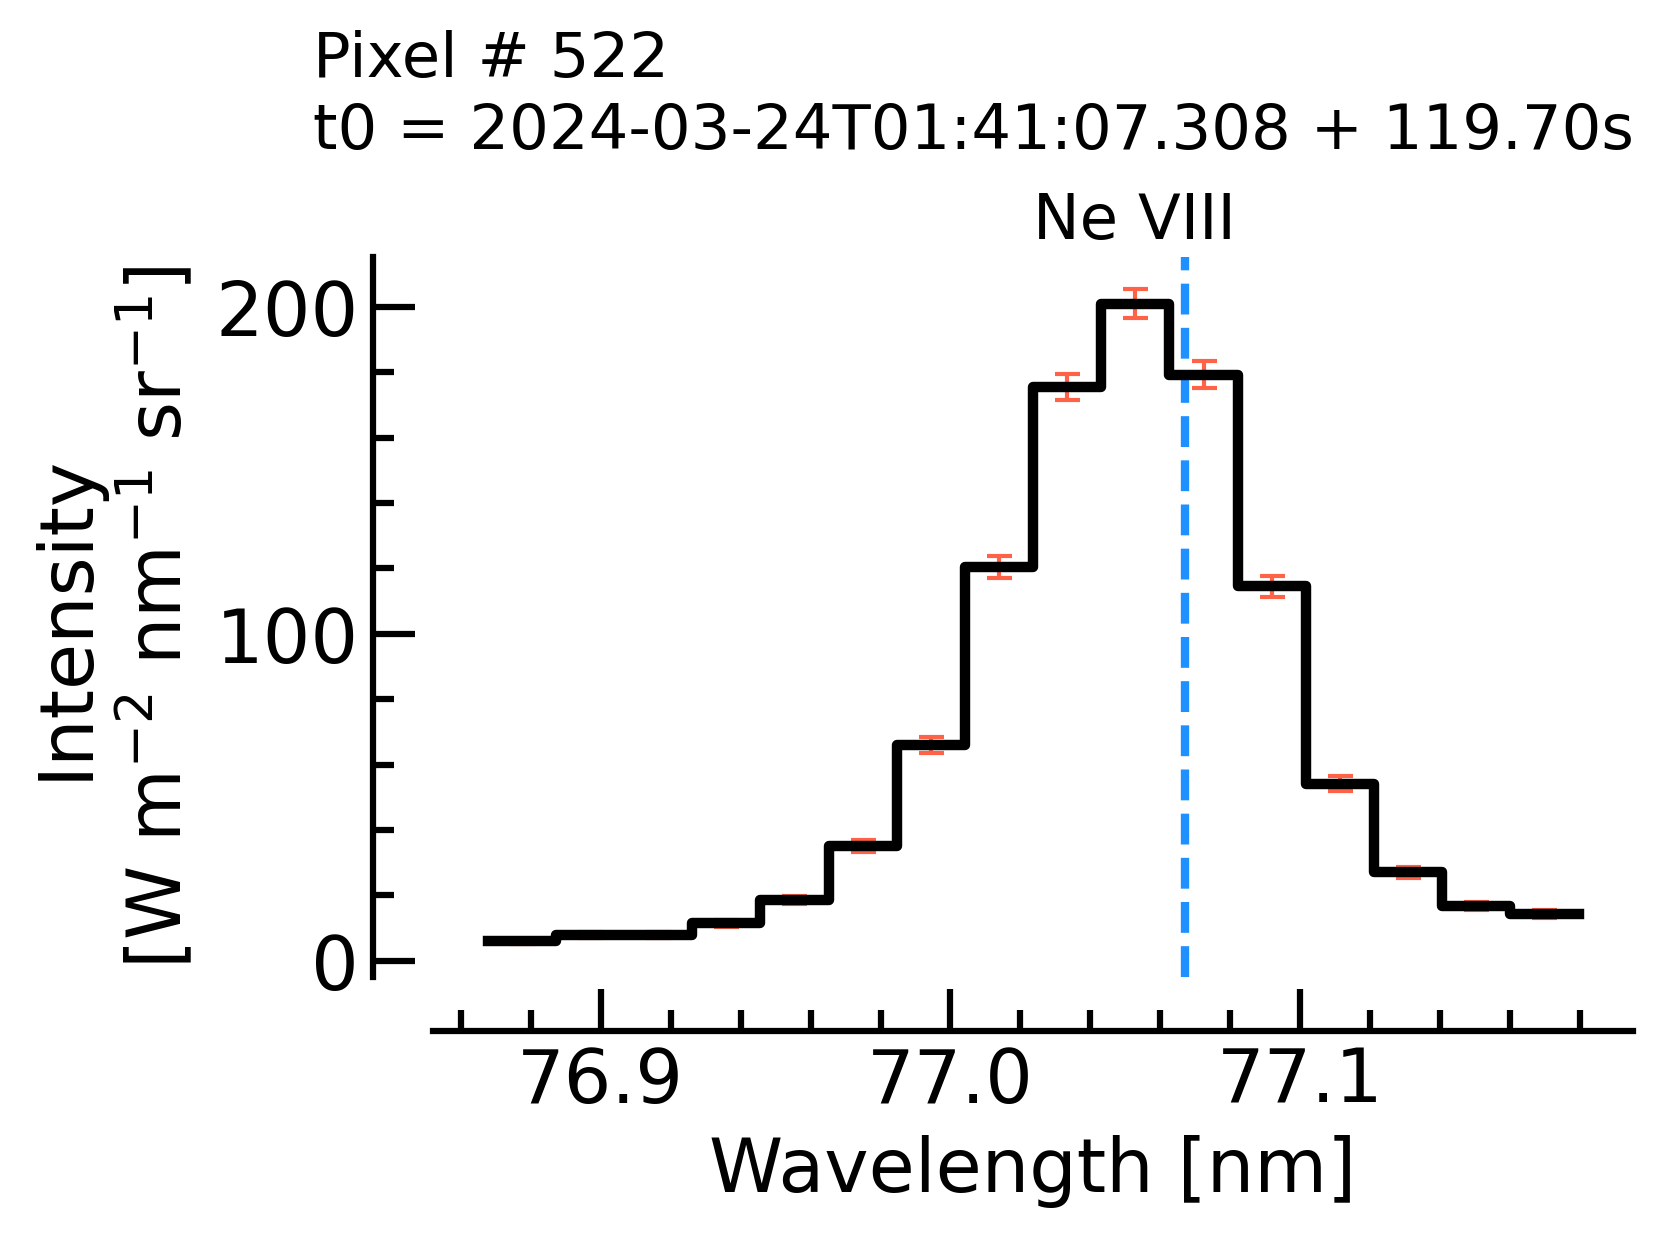 Pixel # 522
t0 = 2024-03-24T01:41:07.308 + 119.70s
Ne VIII
Intensity
[W m⁻² nm⁻¹ sr⁻¹]
200
100
0
76.9 77.0 77.1
Wavelength [nm]